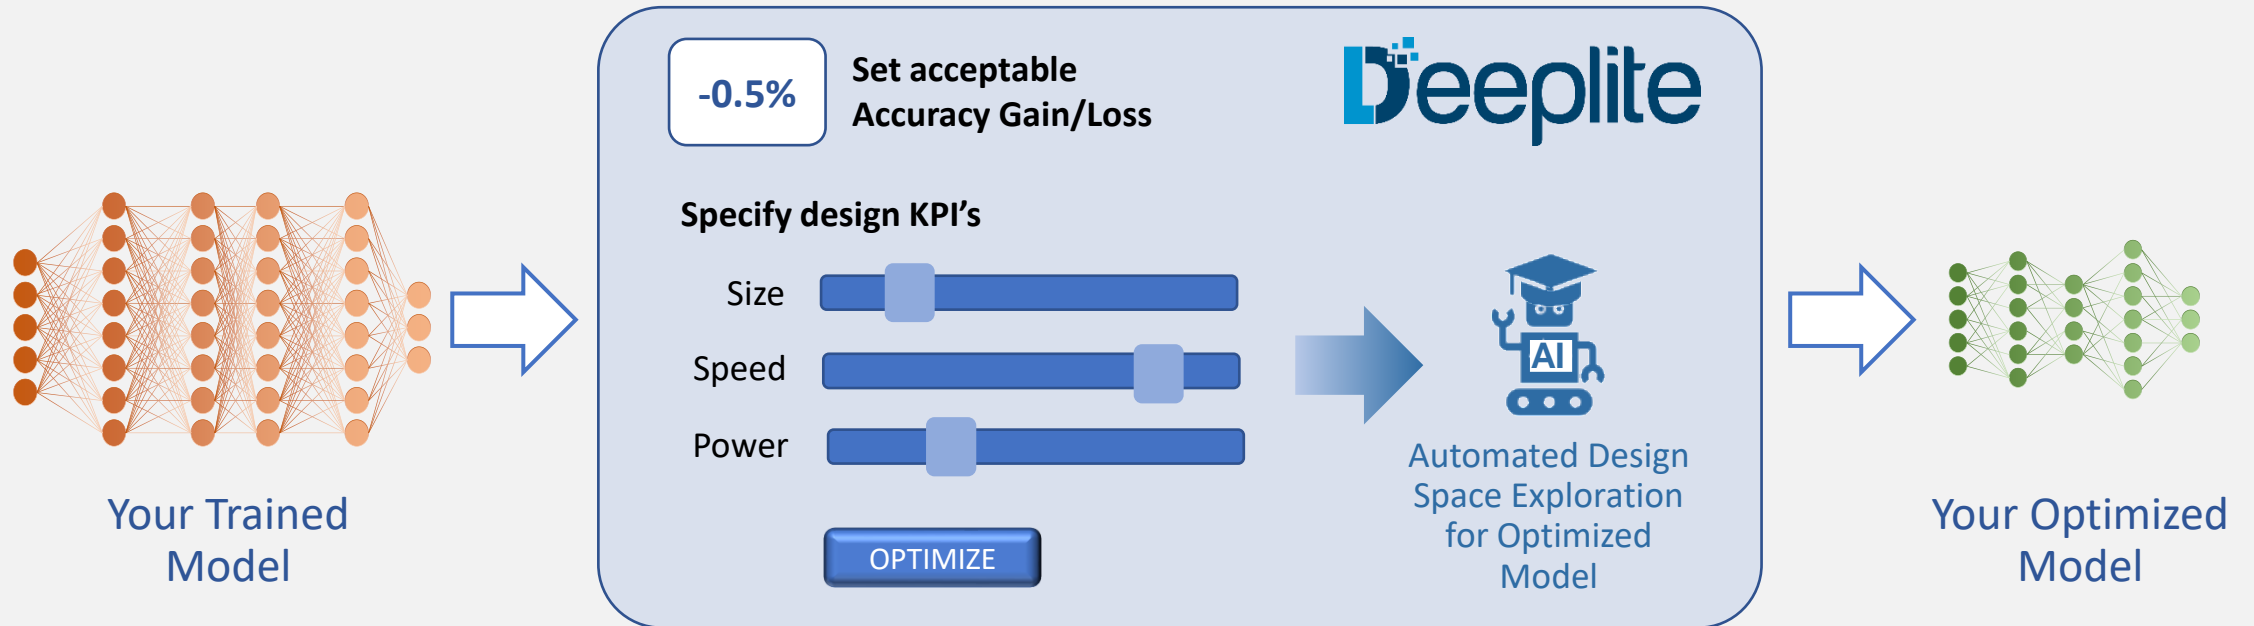 -0.5%
Set acceptable
Accuracy Gain/Loss
Deeplite
Specify design KPI’s
Size
Speed
Power
OPTIMIZE
AI
Automated Design
Space Exploration
for Optimized
Model
Your Trained
Model
Your Optimized
Model